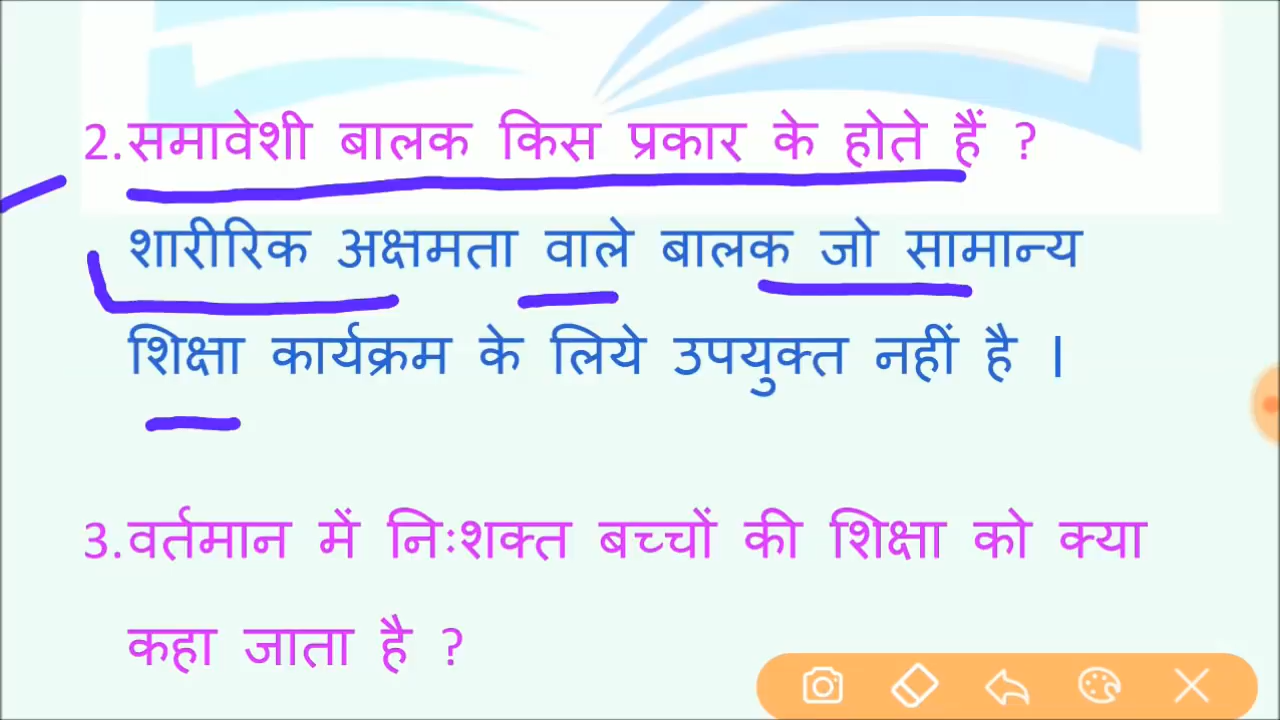 2.समावेशी बालक किस प्रकार के होते हैं ?
शारीरिक अक्षमता वाले बालक जो सामान्य
शिक्षा कार्यक्रम के लिये उपयुक्त नहीं है ।
3.वर्तमान में निःशक्त बच्चों की शिक्षा को क्या
कहा जाता है ?